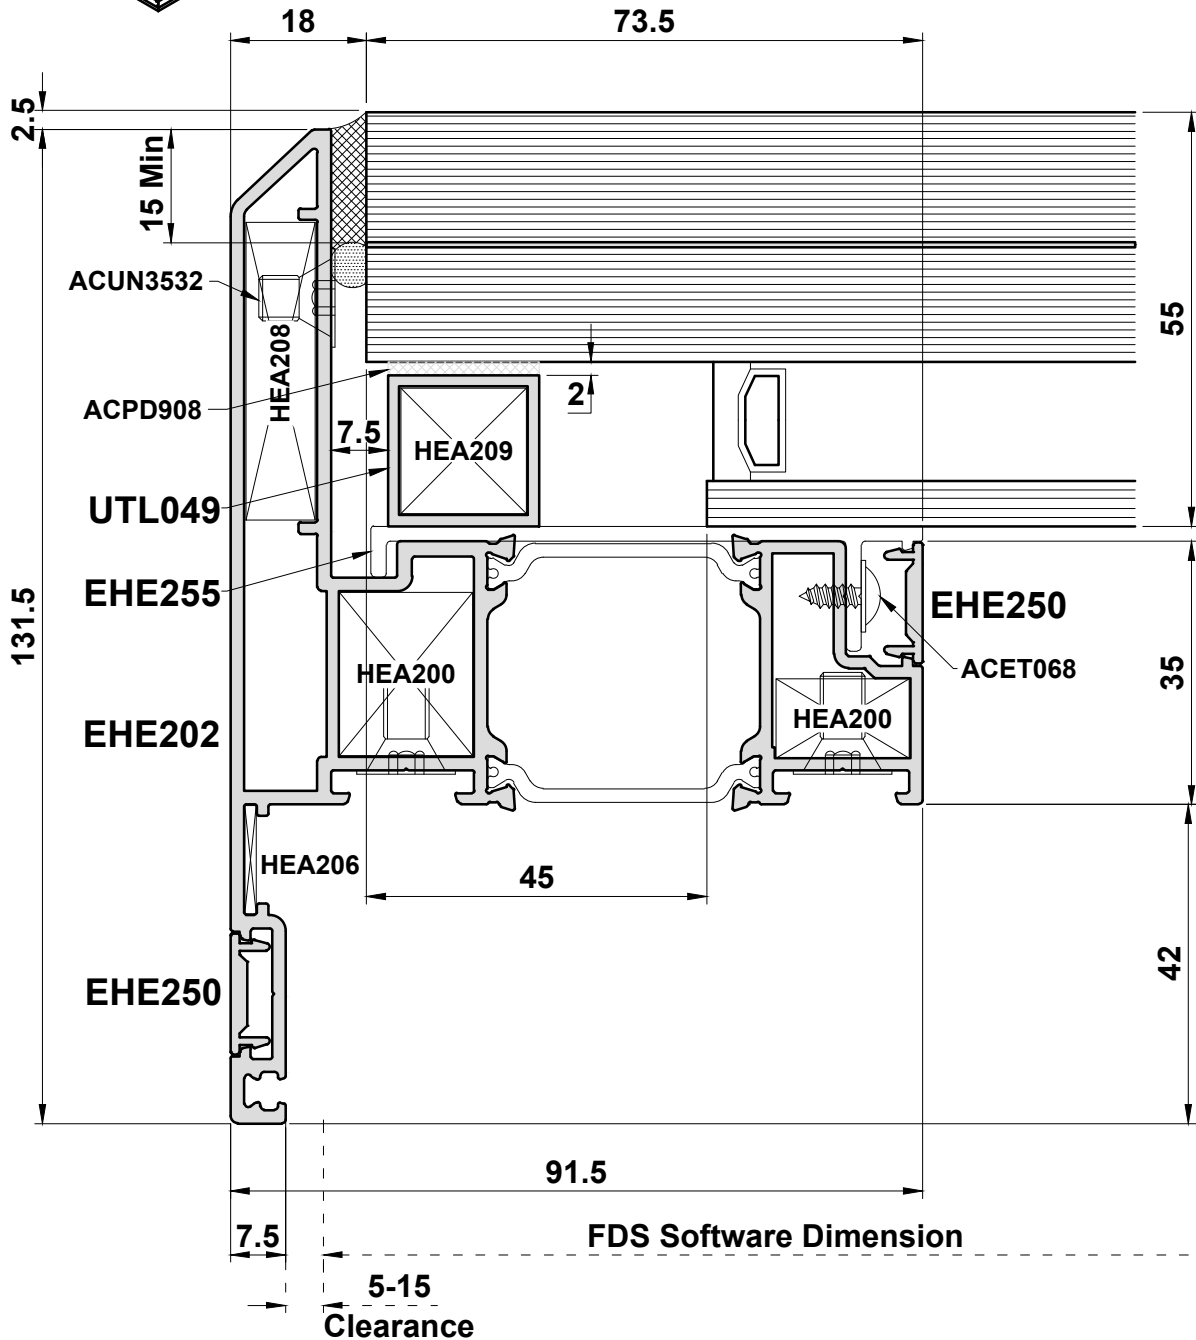 18
73.5
2.5
15 Min
ACUN3532
HEA208
55
ACPD908
2
7.5
HEA209
UTL049
EHE255
EHE250
131.5
HEA200
ACET068
35
HEA200
EHE202
HEA206
45
42
EHE250
91.5
7.5
FDS Software Dimension
5-15
Clearance